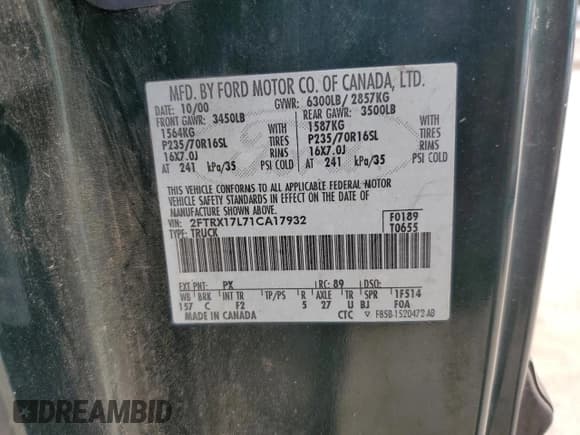 MFD. BY FORD MOTOR CO. OF CANADA, LTD.
DATE: 10/00 GVWR: 6300LB/ 2857KG
FRONT GAWR: 3450LB REAR GAWR: 3500LB
1564KG WITH 1587KG WITH
P235/70R16SL TIRES P235/70R16SL TIRES
16X7.0J RIMS 16X7.0J RIMS
AT 241 kPa/35 PSI COLD AT 241 kPa/35 PSI COLD
THIS VEHICLE CONFORMS TO ALL APPLICABLE FEDERAL MOTOR
VEHICLE SAFETY STANDARDS IN EFFECT ON THE DATE OF
MANUFACTURE SHOWN ABOVE.
VIN: 2FTRX17L71CA17932 F0189
TYPE: TRUCK T0655
EXT PNT: PX RC: 89 DSO:
WB BRK INT TR TP/PS R AXLE TR SPR 1F514
157 C F2 5 27 U BJ FOA
MADE IN CANADA CTC F85B-1520472-AB
DREAMBID